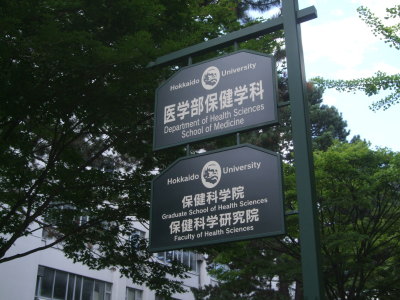 Hokkaido University
医学部保健学科
Department of Health Sciences
School of Medicine
Hokkaido University
保健科学院
Graduate School of Health Sciences
保健科学研究院
Faculty of Health Sciences